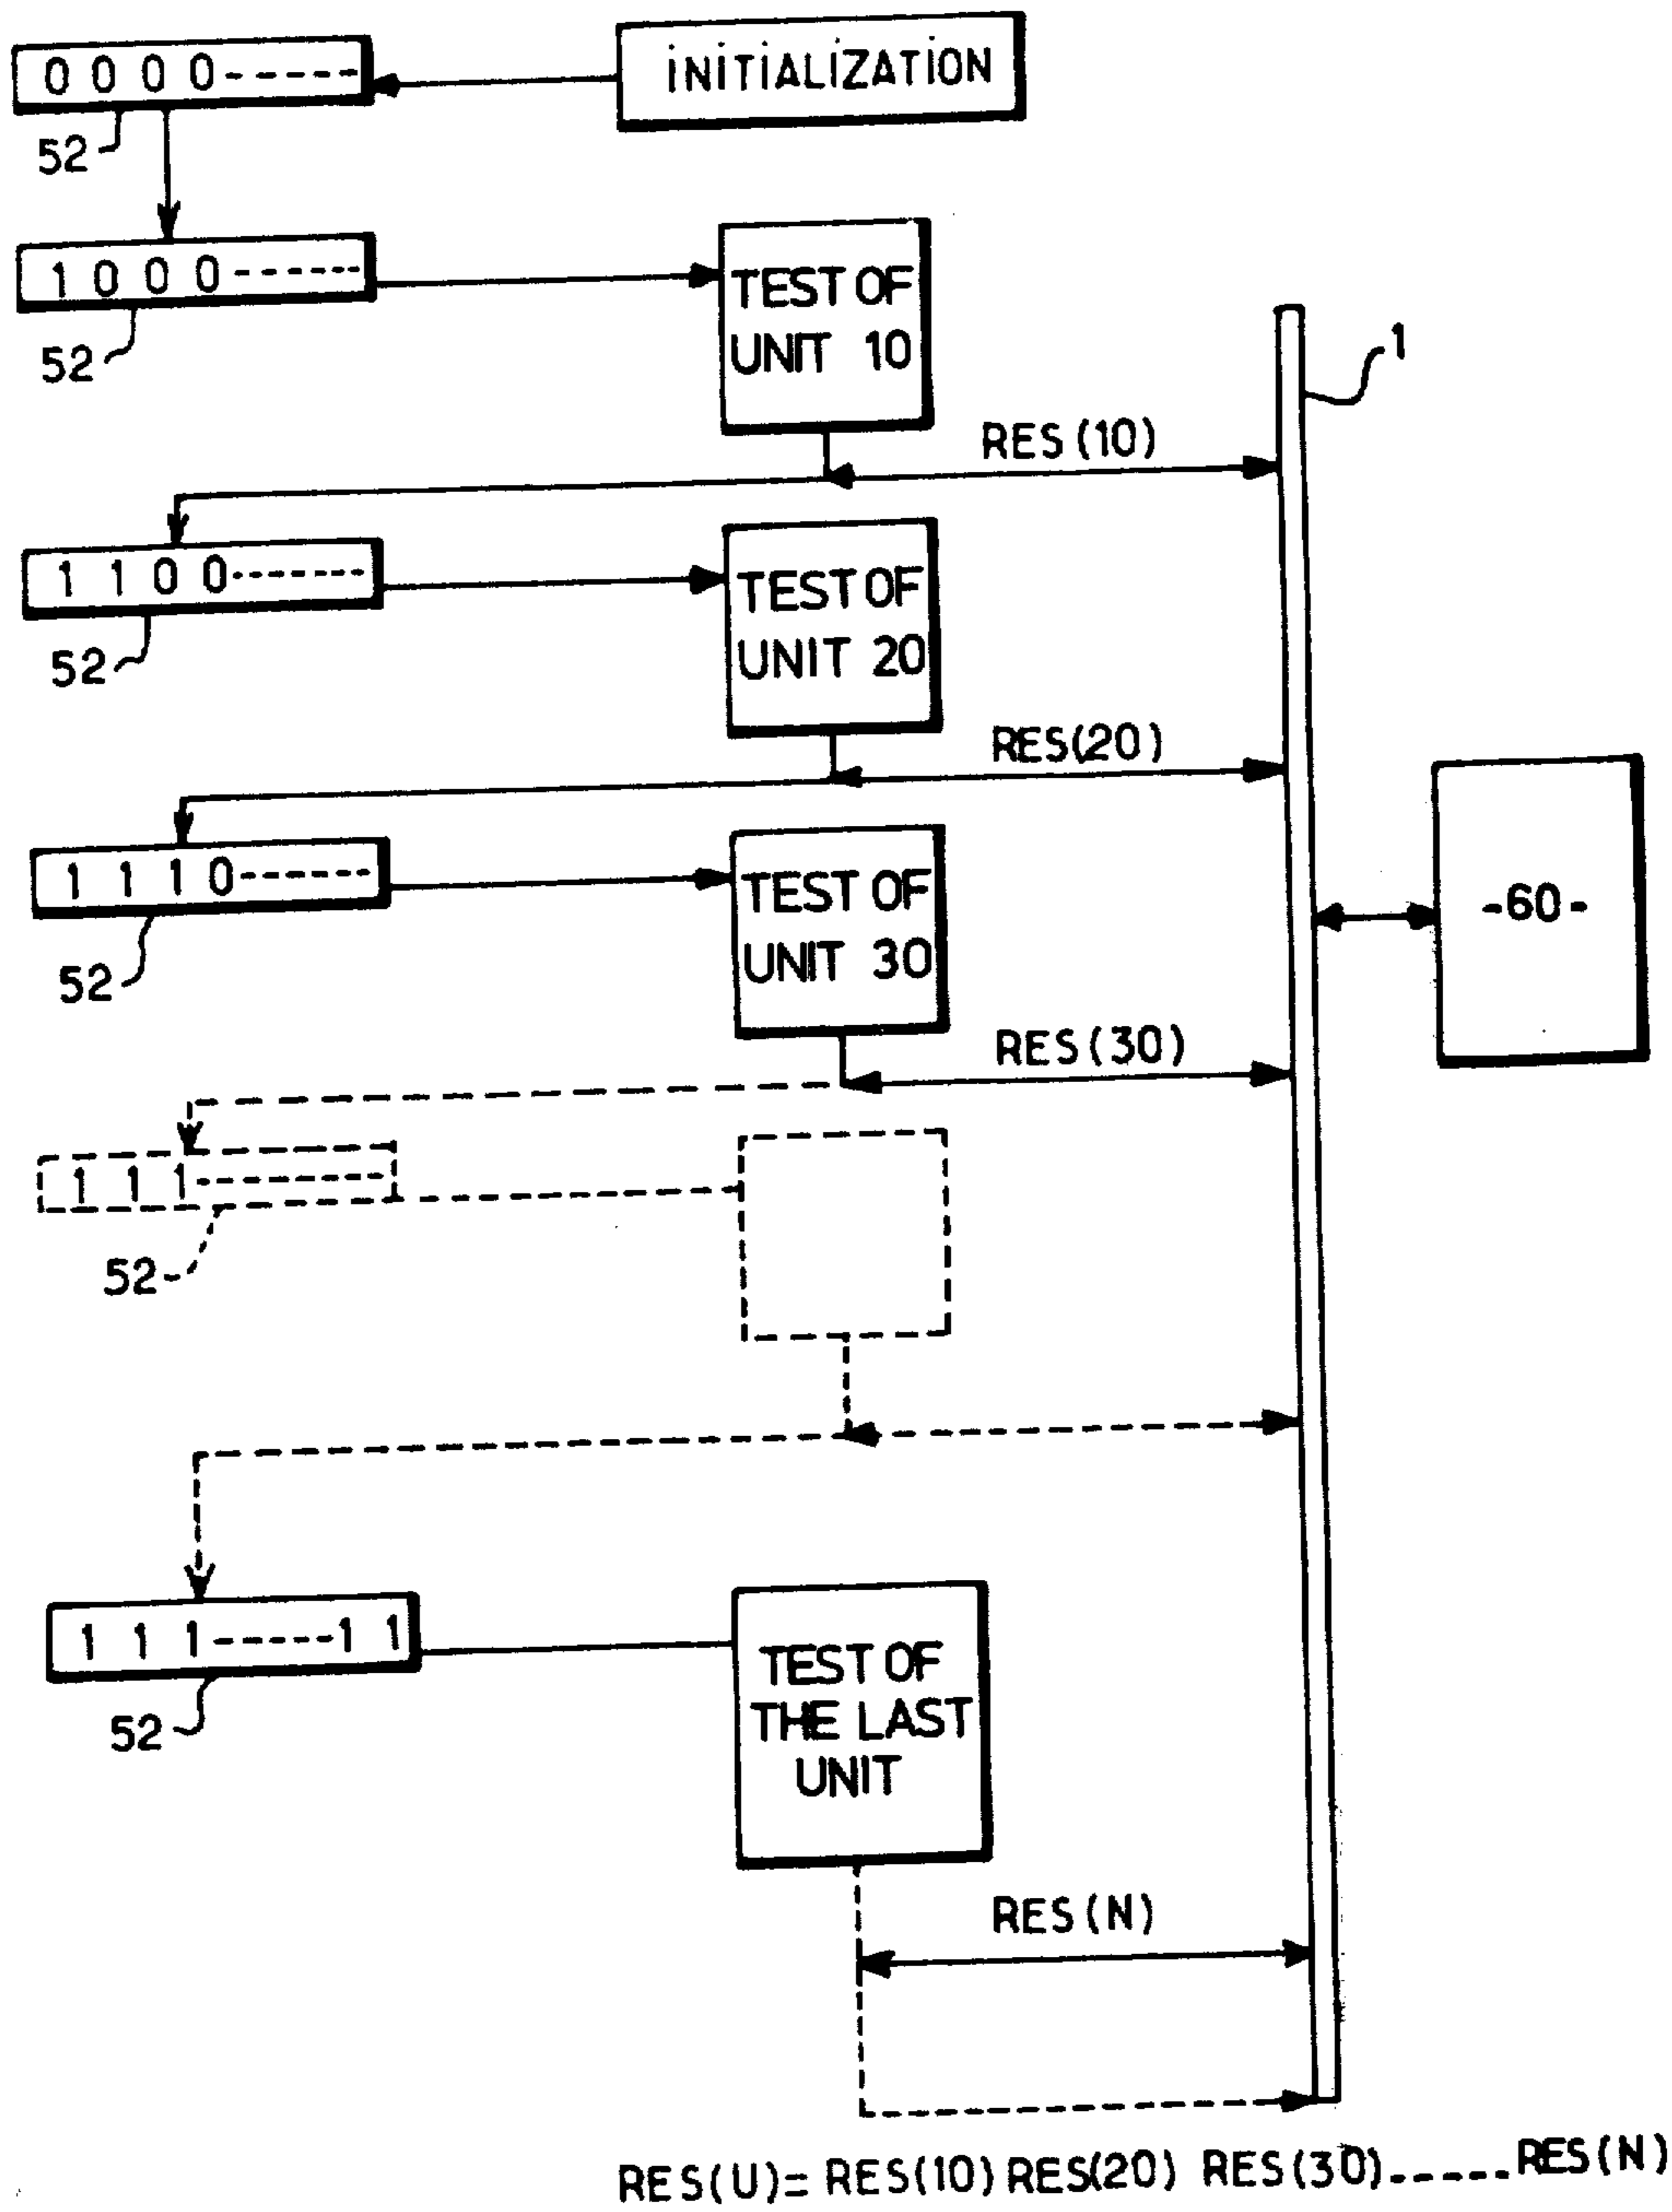 0 0 0 0------
INITIALIZATION
52
1 0 0 0------
TEST OF
UNIT 10
52
1
RES(10)
1 1 0 0-------
TEST OF
UNIT 20
52
RES(20)
1 1 1 0------
TEST OF
UNIT 30
-60-
52
RES(30)
1 1 1---------
52
1 1 1-----1 1
TEST OF
THE LAST
UNIT
52
RES(N)
RES(U)= RES(10) RES(20) RES(30)------RES(N)